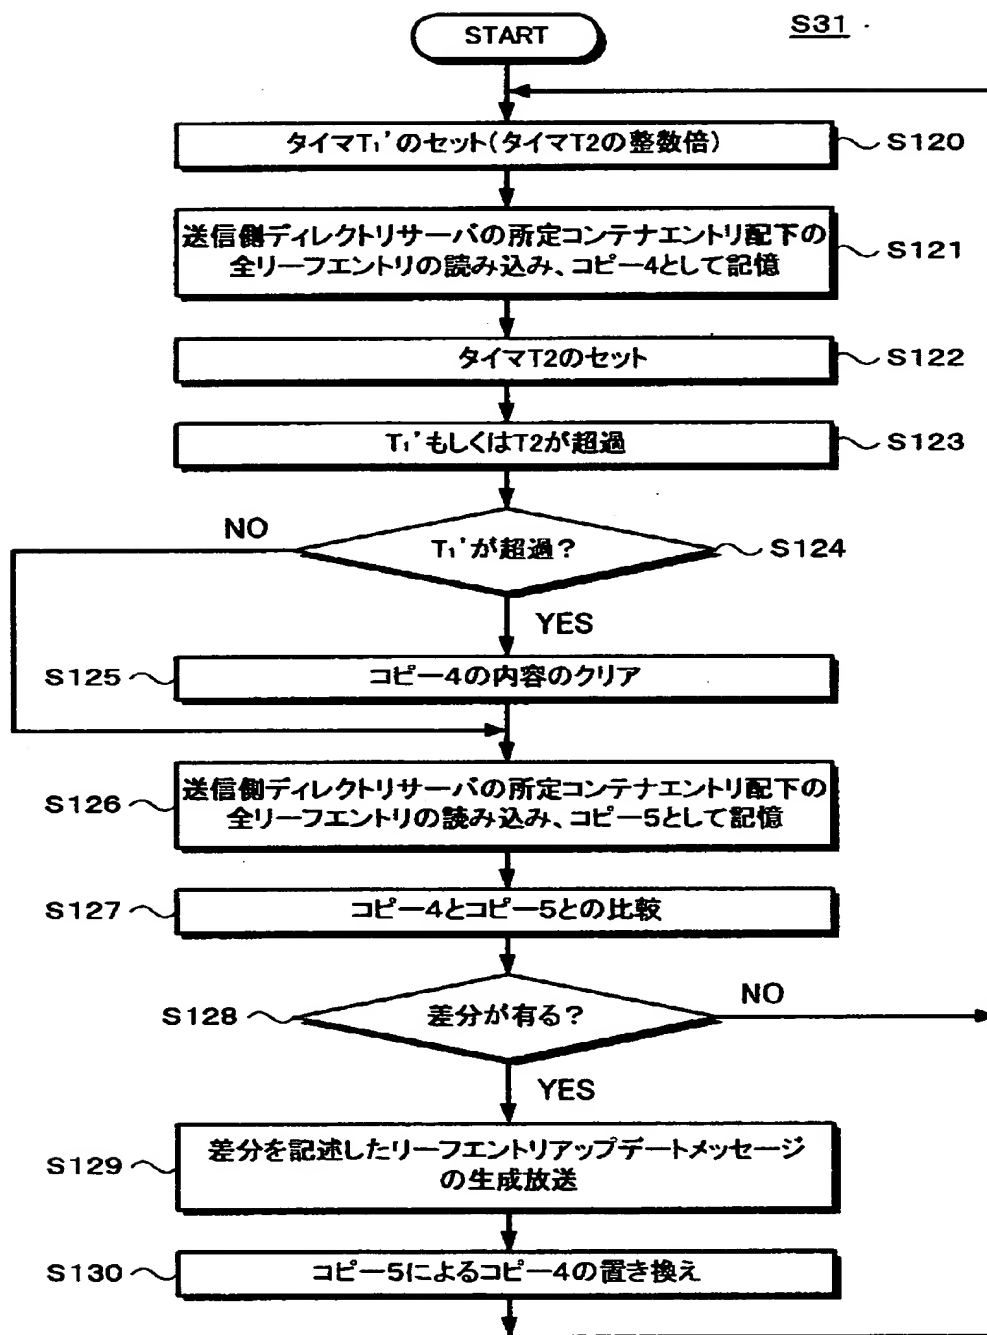 S31
START
タイマT₁'のセット(タイマT2の整数倍)
S120
送信側ディレクトリサーバの所定コンテナエントリ配下の
全リーフエントリの読み込み、コピー4として記憶
S121
タイマT2のセット
S122
T₁'もしくはT2が超過
S123
NO
T₁'が超過?
S124
YES
S125
コピー4の内容のクリア
S126
送信側ディレクトリサーバの所定コンテナエントリ配下の
全リーフエントリの読み込み、コピー5として記憶
S127
コピー4とコピー5との比較
S128
差分が有る?
NO
YES
S129
差分を記述したリーフエントリアップデートメッセージ
の生成放送
S130
コピー5によるコピー4の置き換え